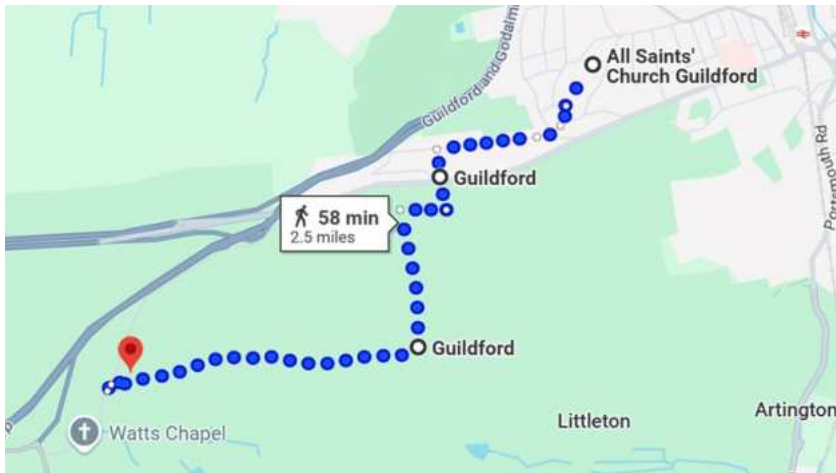 All Saints'
Church Guildford
Guildford and Godalmi
Portsmouth Rd
Guildford
58 min
2.5 miles
Guildford
Littleton
Artington
Watts Chapel